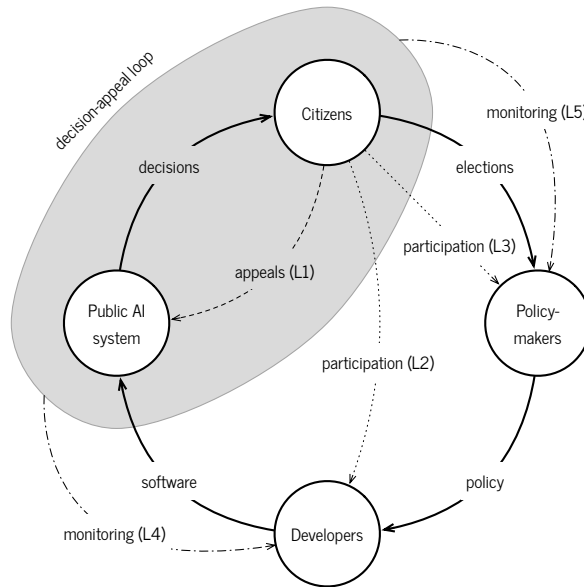 decision-appeal loop
Citizens
monitoring (L5)
decisions
elections
participation (L3)
appeals (L1)
Public AI
system
Policy-
makers
participation (L2)
software
policy
monitoring (L4)
Developers